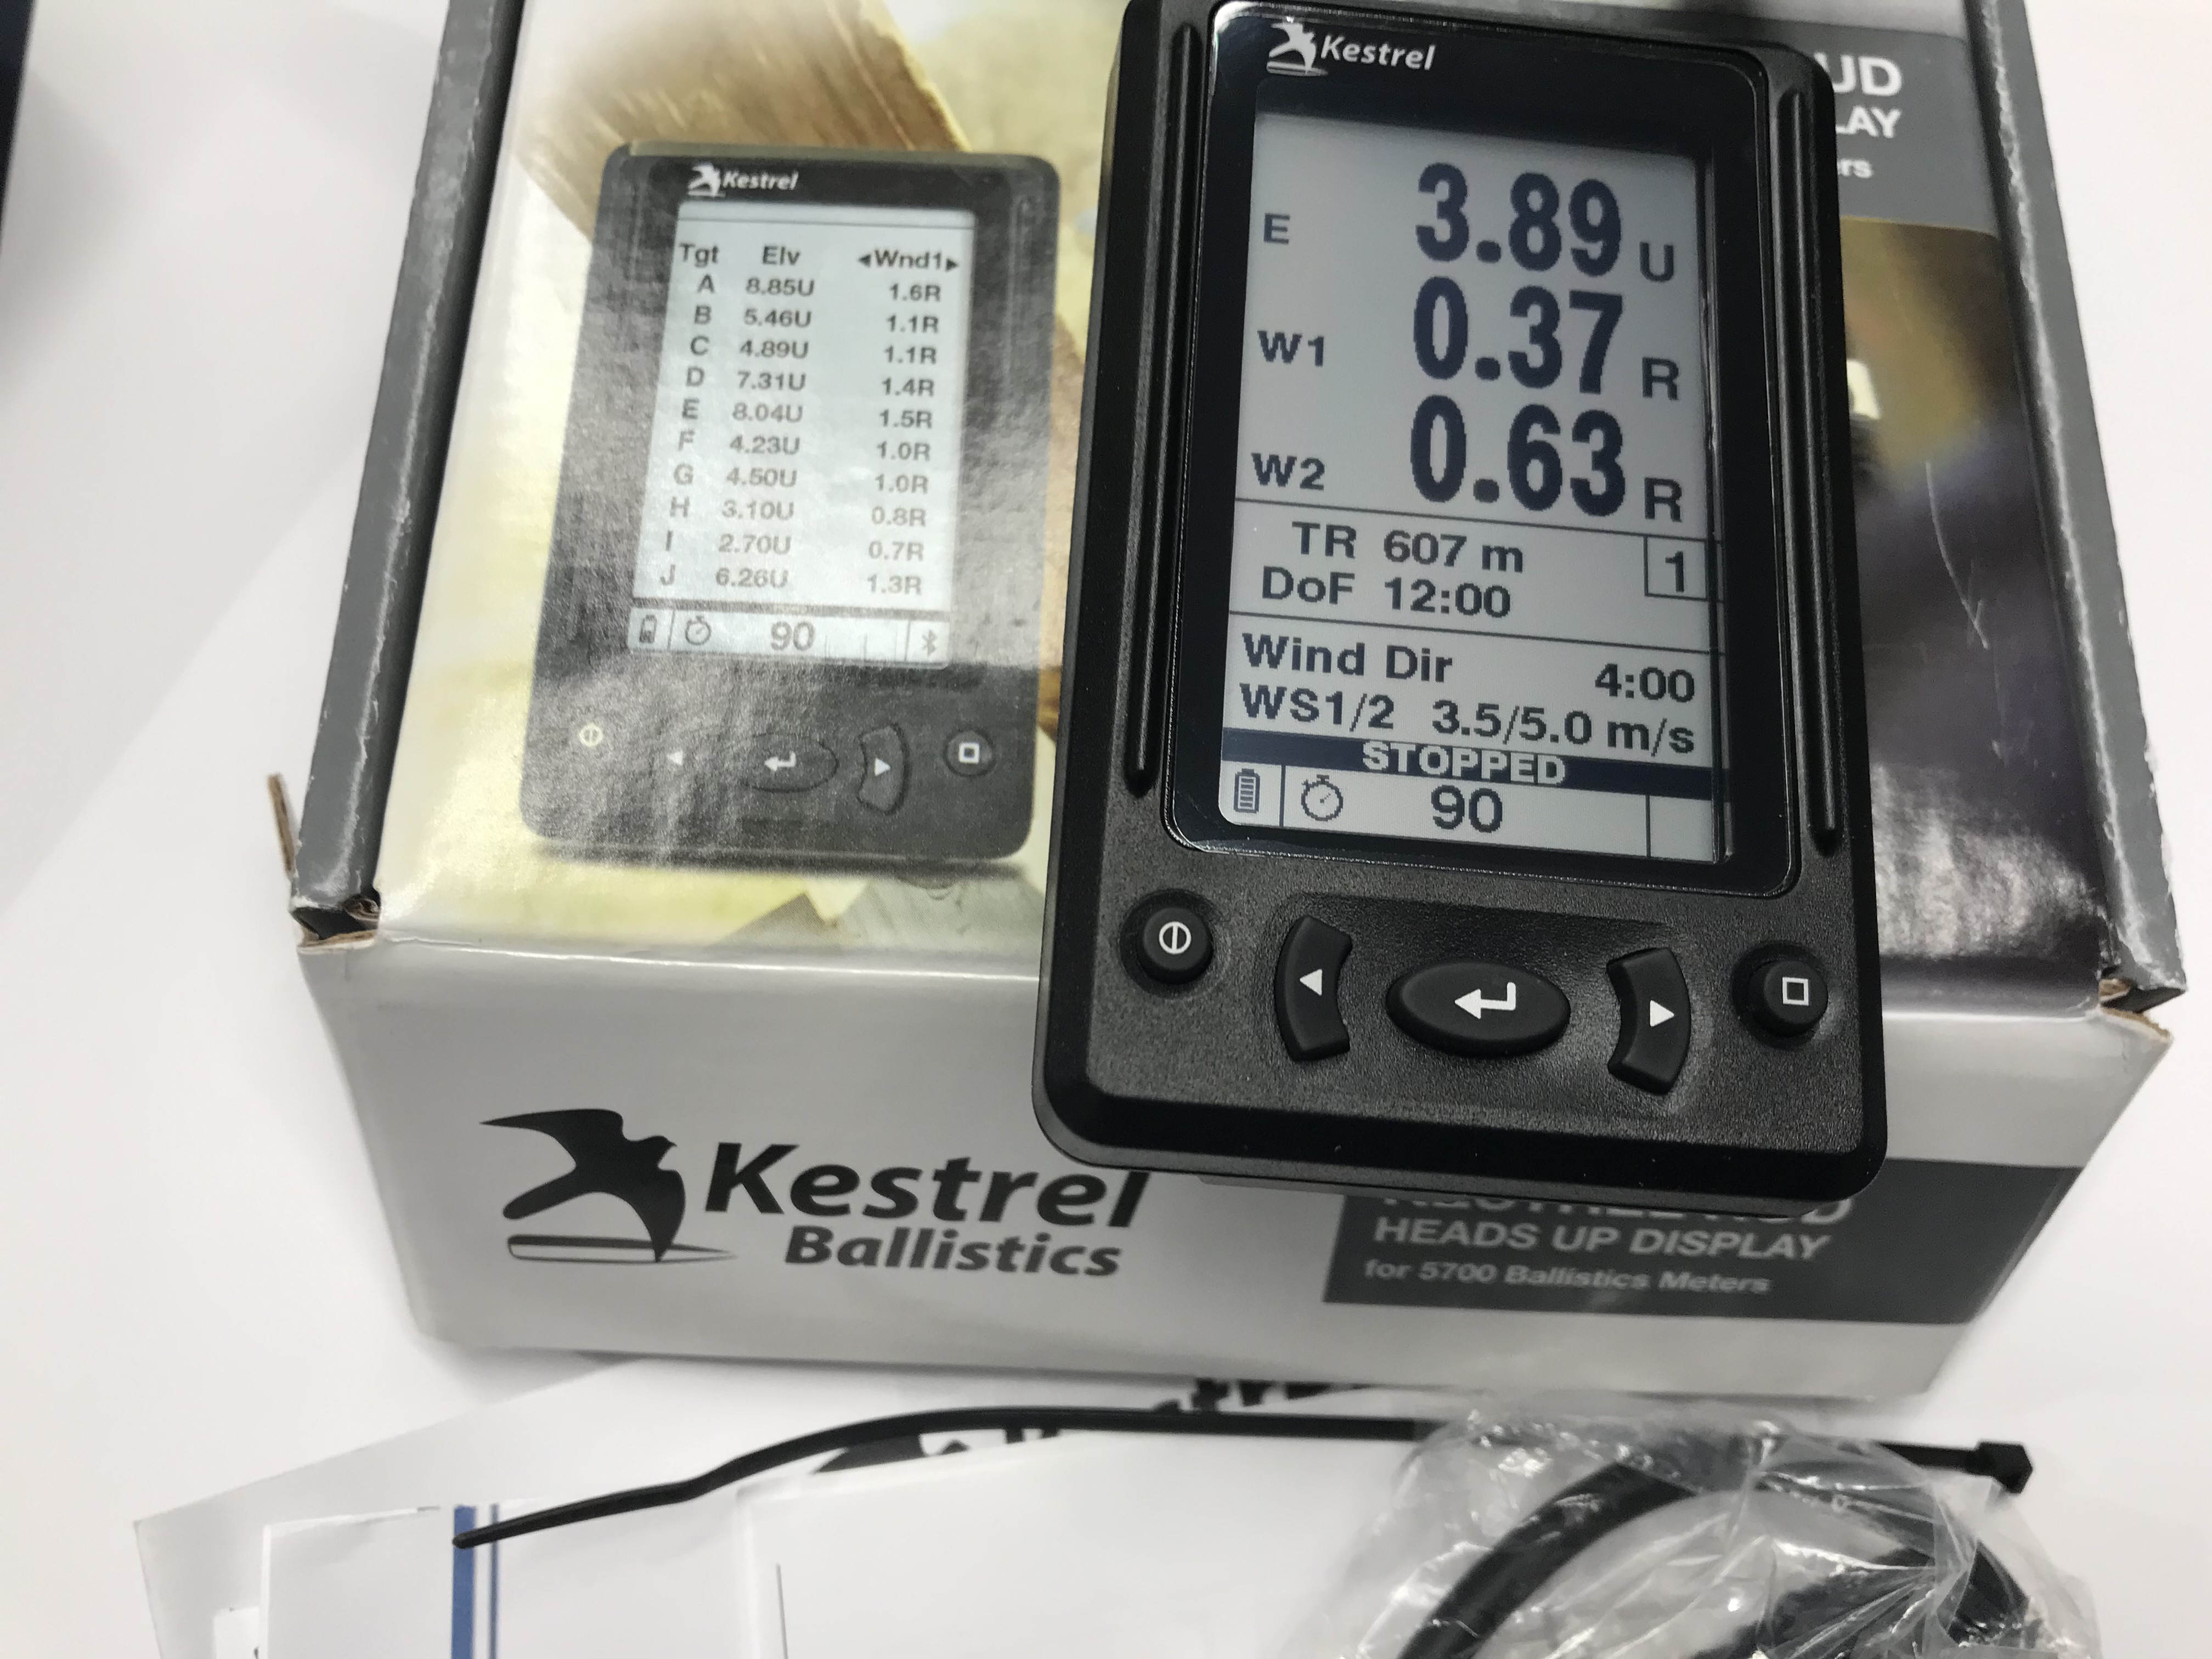 Kestrel
E 3.89 U
W1 0.37 R
W2 0.63 R
TR 607 m 1
DoF 12:00
Wind Dir 4:00
WS1/2 3.5/5.0 m/s
STOPPED
90
Kestrel
Tgt Elv ◀Wnd1▶
A 8.85U 1.6R
B 5.46U 1.1R
C 4.89U 1.1R
D 7.31U 1.4R
E 8.04U 1.5R
F 4.23U 1.0R
G 4.50U 1.0R
H 3.10U 0.8R
I 2.70U 0.7R
J 6.26U 1.3R
90
UD
LAY
ers
Kestrel
Ballistics
HEADS UP DISPLAY
for 5700 Ballistics Meters